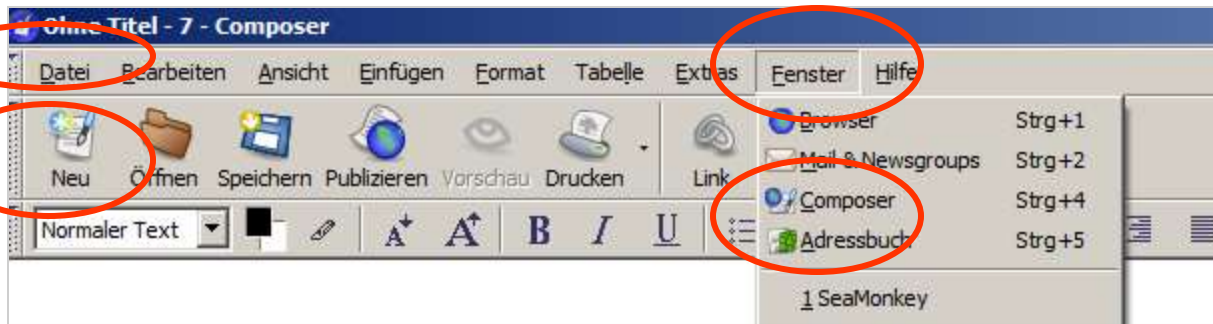 Ohne Titel - 7 - Composer
Datei Bearbeiten Ansicht Einfügen Format Tabelle Extras Fenster Hilfe
Neu Öffnen Speichern Publizieren Vorschau Drucken Link
Normaler Text A A B I U
Browser Strg+1
Mail & Newsgroups Strg+2
Composer Strg+4
Adressbuch Strg+5
1 SeaMonkey